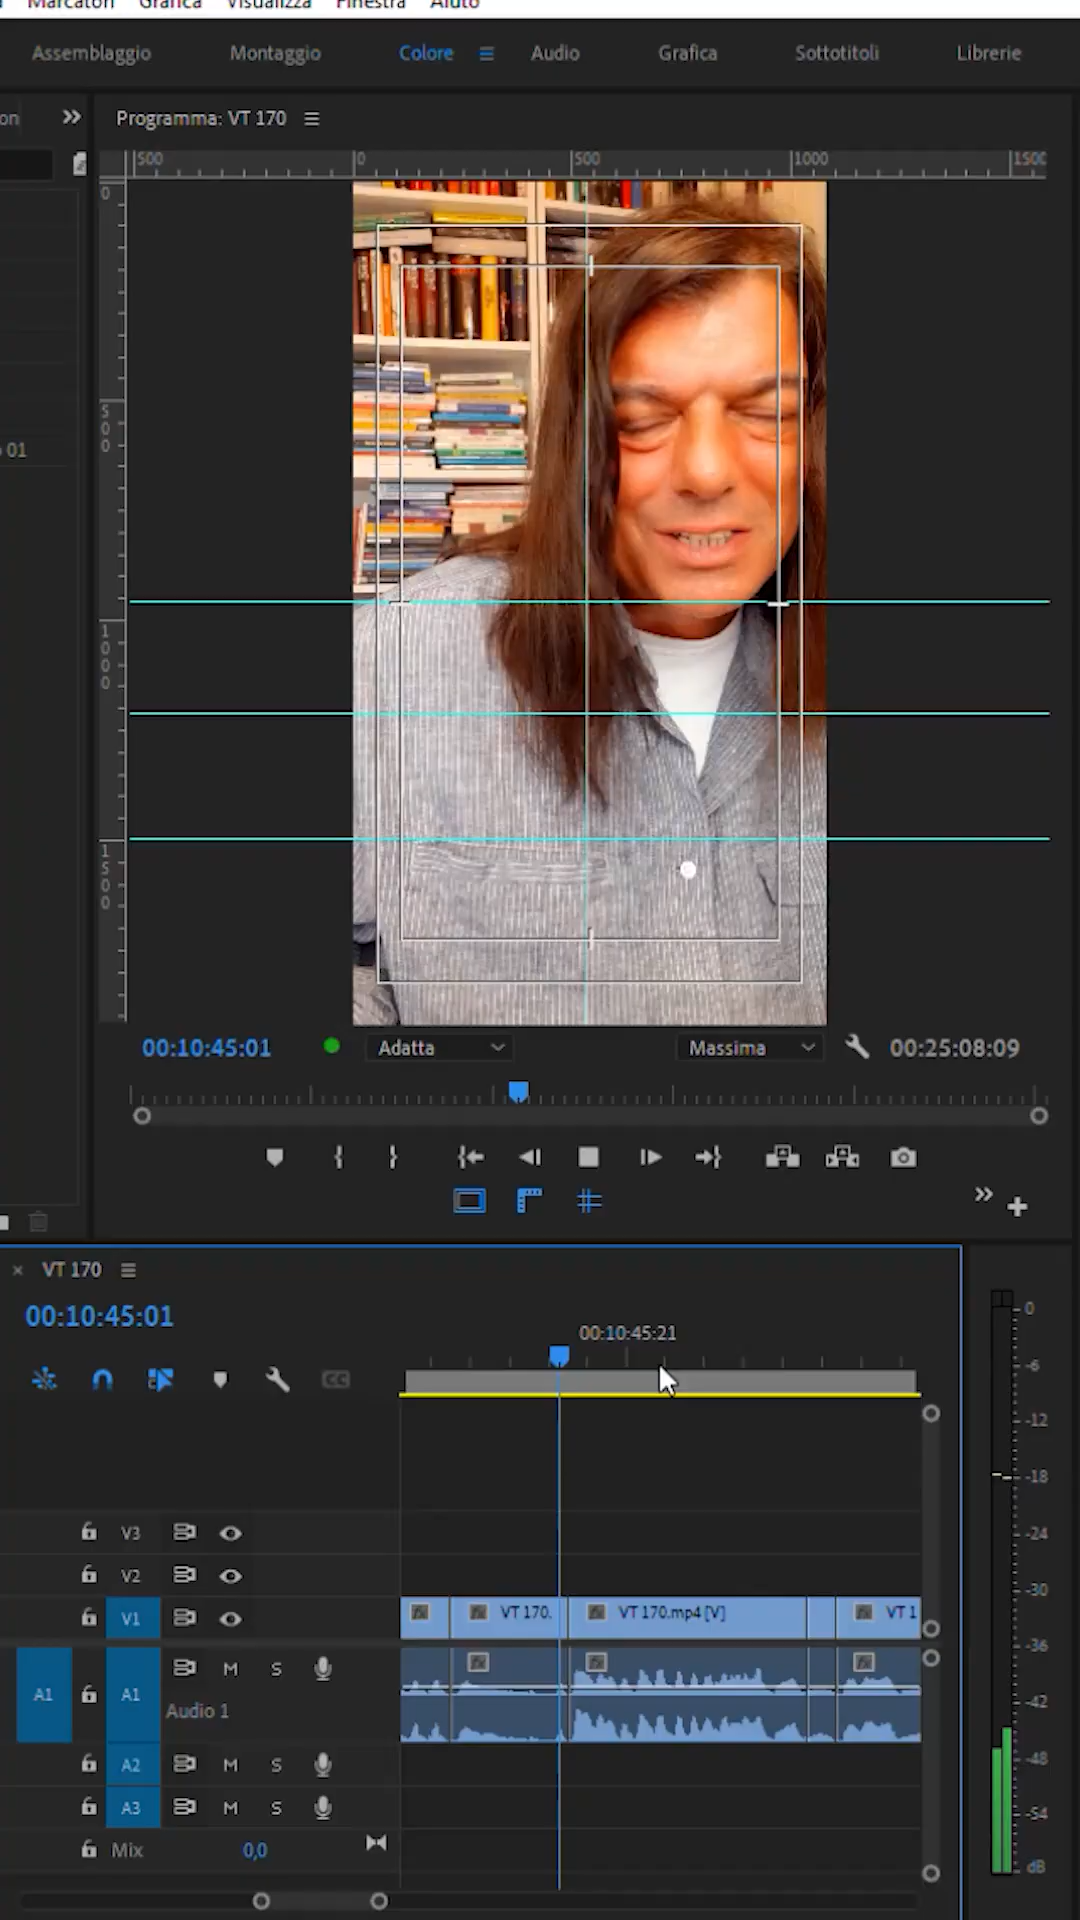 Marcatori Grafica Visualizza Finestra Aiuto
Assemblaggio Montaggio Colore Audio Grafica Sottotitoli Librerie
Programma: VT 170
500 0 500 1000 1500
0
500
1000
1500
01
00:10:45:01 Adatta Massima 00:25:08:09
× VT 170
00:10:45:01
00:10:45:21
CC
V3
V2
V1 VT 170. VT 170.mp4 [V] VT 1
A1 A1 M S
Audio 1
A2 M S
A3 M S
Mix 0,0
0
-6
-12
-18
-24
-30
-36
-42
-48
-54
dB